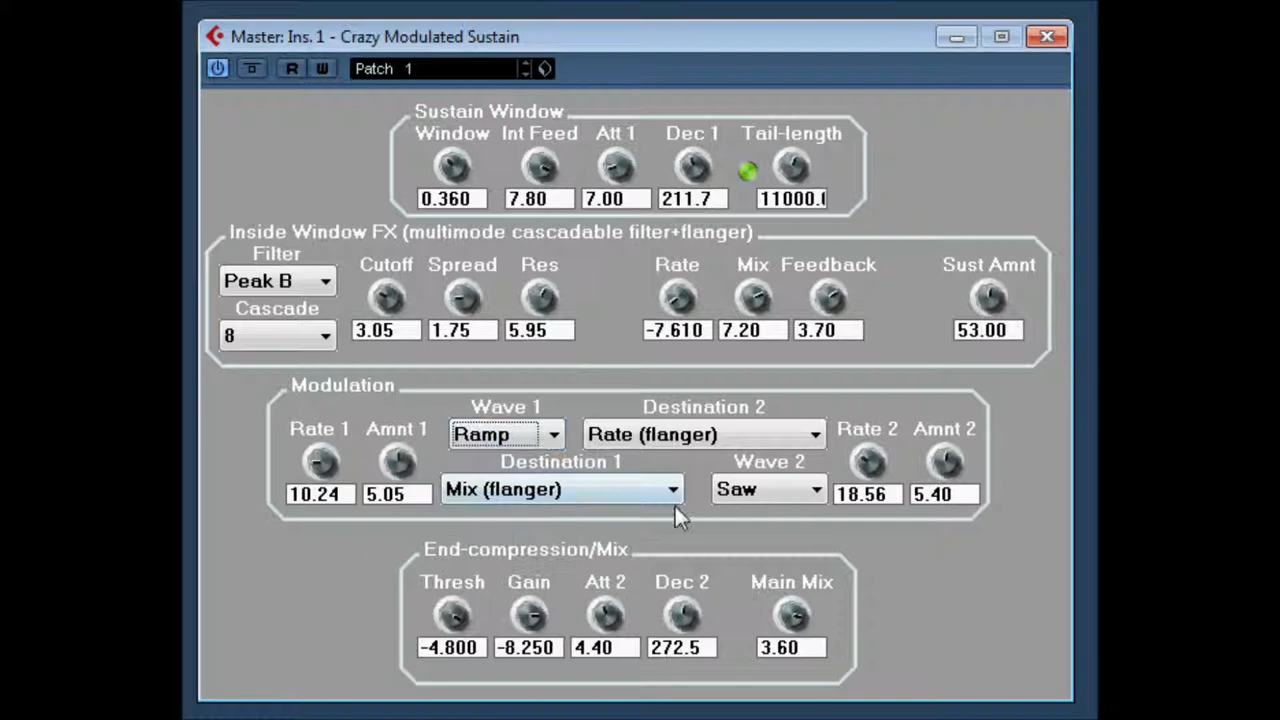 Master: Ins. 1 - Crazy Modulated Sustain
R W Patch 1
Sustain Window
Window Int Feed Att 1 Dec 1 Tail-length
0.360 7.80 7.00 211.7 11000.0
Inside Window FX (multimode cascadable filter+flanger)
Filter Cutoff Spread Res Rate Mix Feedback Sust Amnt
Peak B
Cascade
8 3.05 1.75 5.95 -7.610 7.20 3.70 53.00
Modulation
Wave 1 Destination 2
Rate 1 Amnt 1 Ramp Rate (flanger) Rate 2 Amnt 2
Destination 1 Wave 2
10.24 5.05 Mix (flanger) Saw 18.56 5.40
End-compression/Mix
Thresh Gain Att 2 Dec 2 Main Mix
-4.800 -8.250 4.40 272.5 3.60